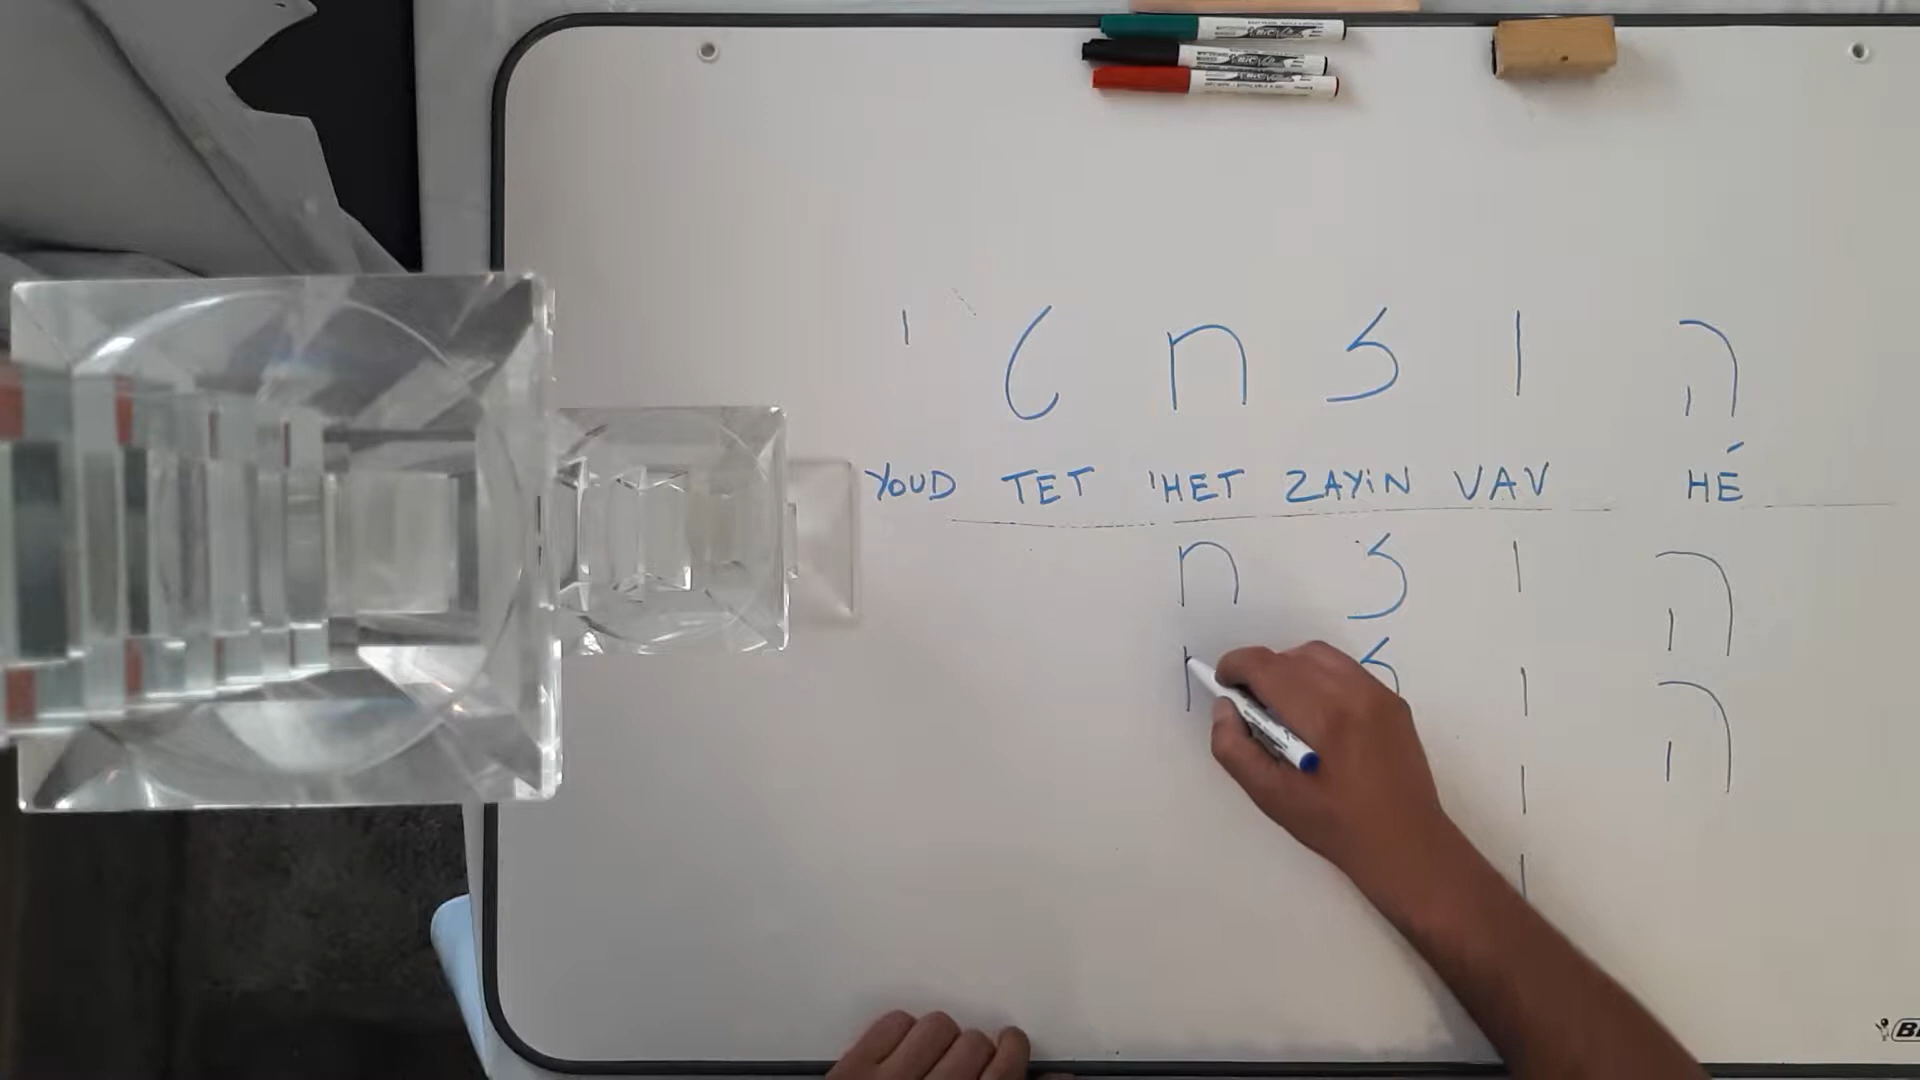 ה ו ז ח ט י
YOUD TET 'HET ZAYIN VAV HÉ
ה ו ז ח
ה ו
ו